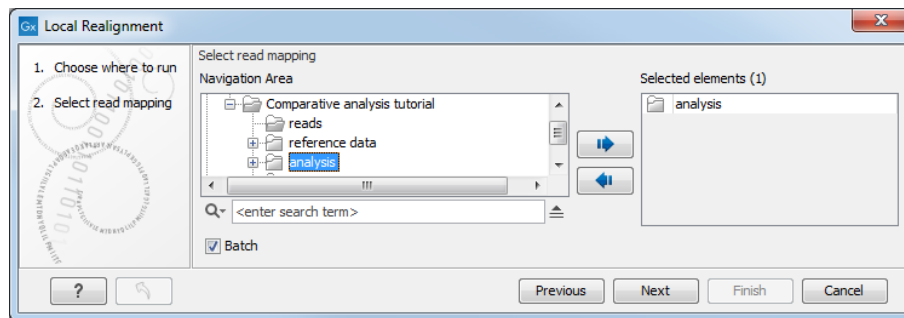 Gx Local Realignment
X
1. Choose where to run
2. Select read mapping
Select read mapping
Navigation Area
Comparative analysis tutorial
reads
reference data
analysis
<enter search term>
Batch
Selected elements (1)
analysis
?
Previous
Next
Finish
Cancel